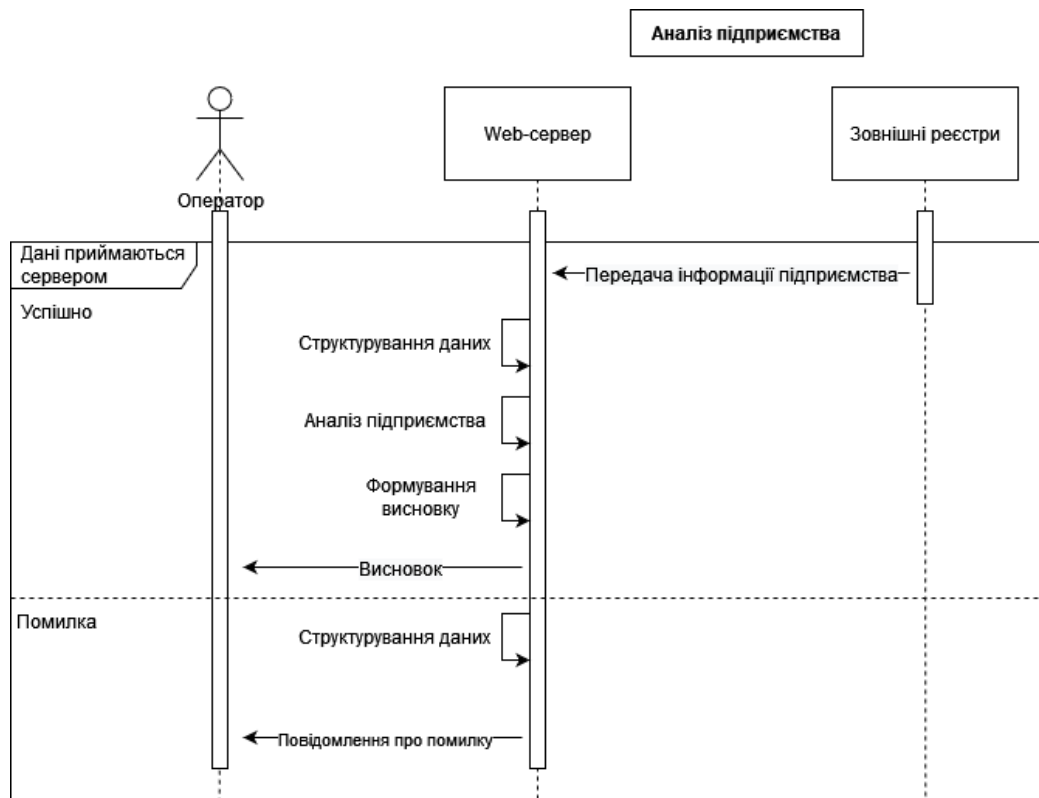 Аналіз підприємства
Web-сервер
Зовнішні реєстри
Оператор
Дані приймаються
сервером
Передача інформації підприємства
Успішно
Структурування даних
Аналіз підприємства
Формування
висновку
Висновок
Помилка
Структурування даних
Повідомлення про помилку